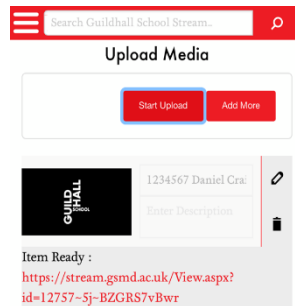 Search Guildhall School Stream..
Upload Media
Start Upload
Add More
GUILD
HALL
SCHOOL
1234567 Daniel Crai
Enter Description
Item Ready :
https://stream.gsmd.ac.uk/View.aspx?
id=12757~5j~BZGRS7vBwr